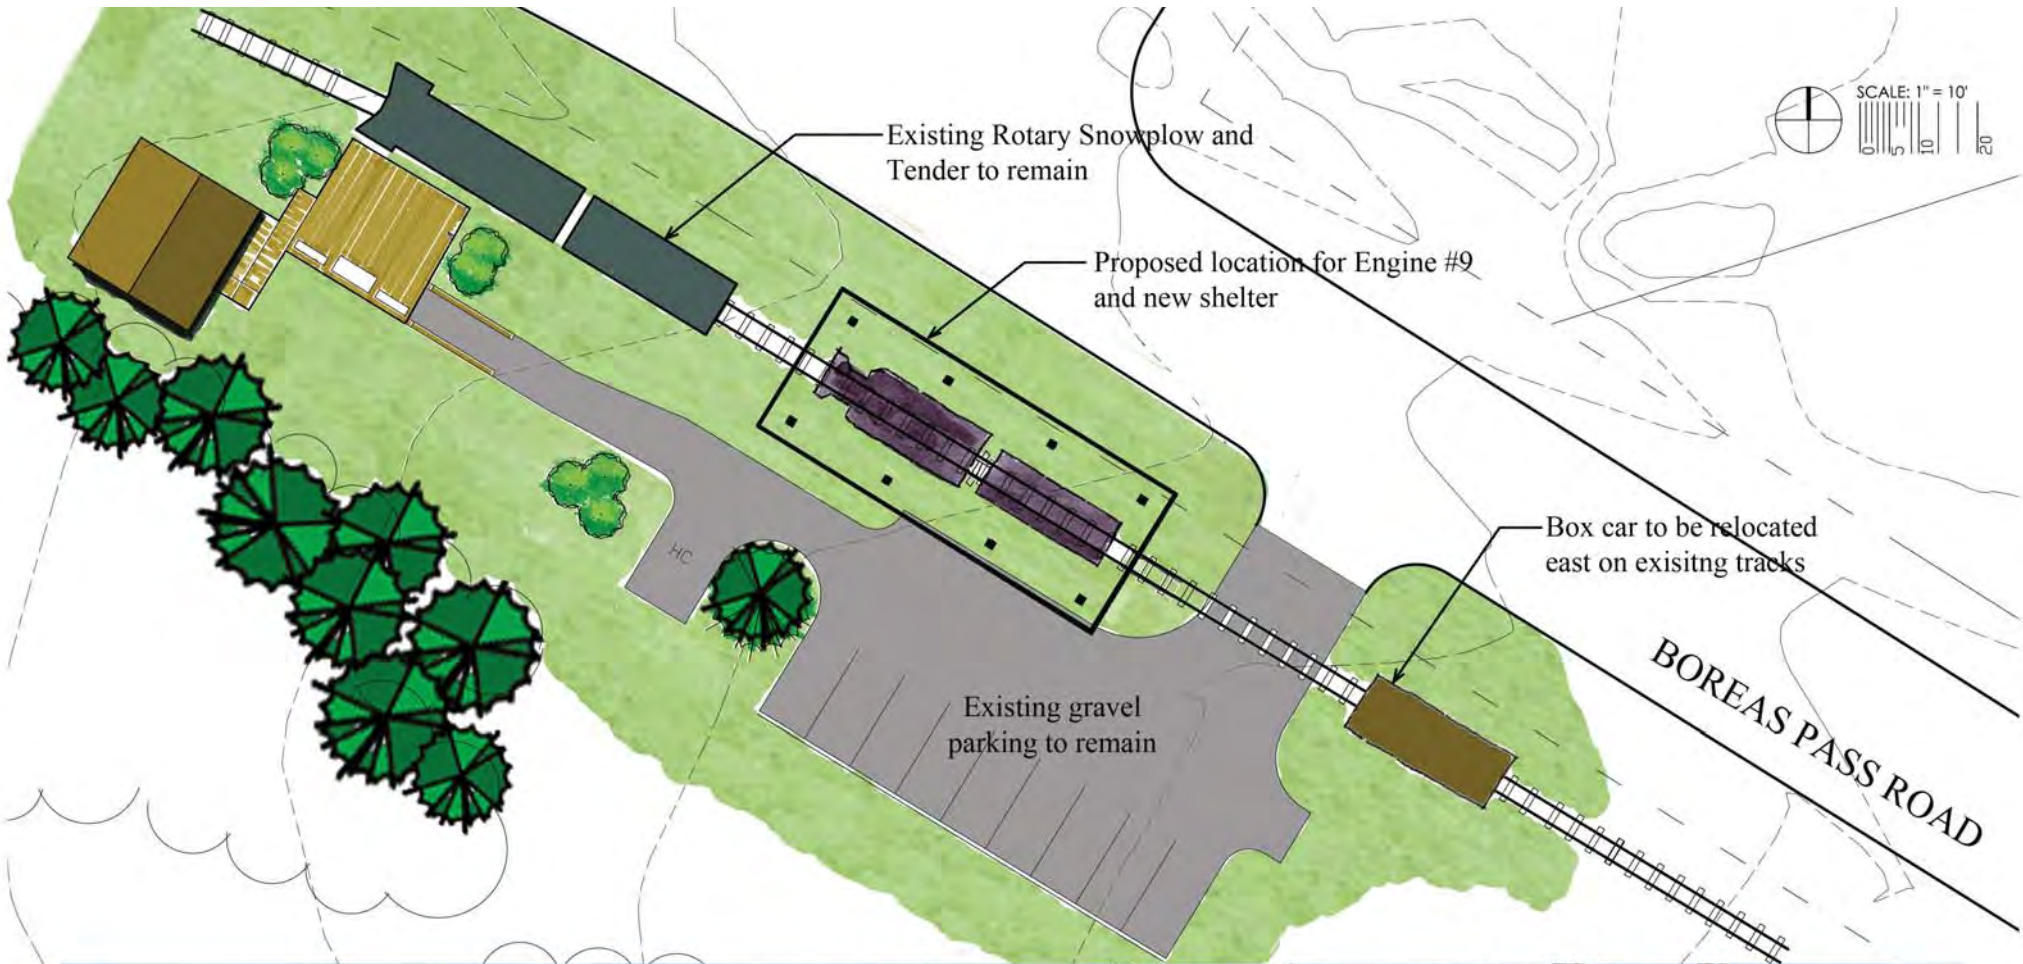 SCALE: 1" = 10'
0 5 10 20
Existing Rotary Snowplow and
Tender to remain
Proposed location for Engine #9
and new shelter
Box car to be relocated
east on exisitng tracks
HC
Existing gravel
parking to remain
BOREAS PASS ROAD